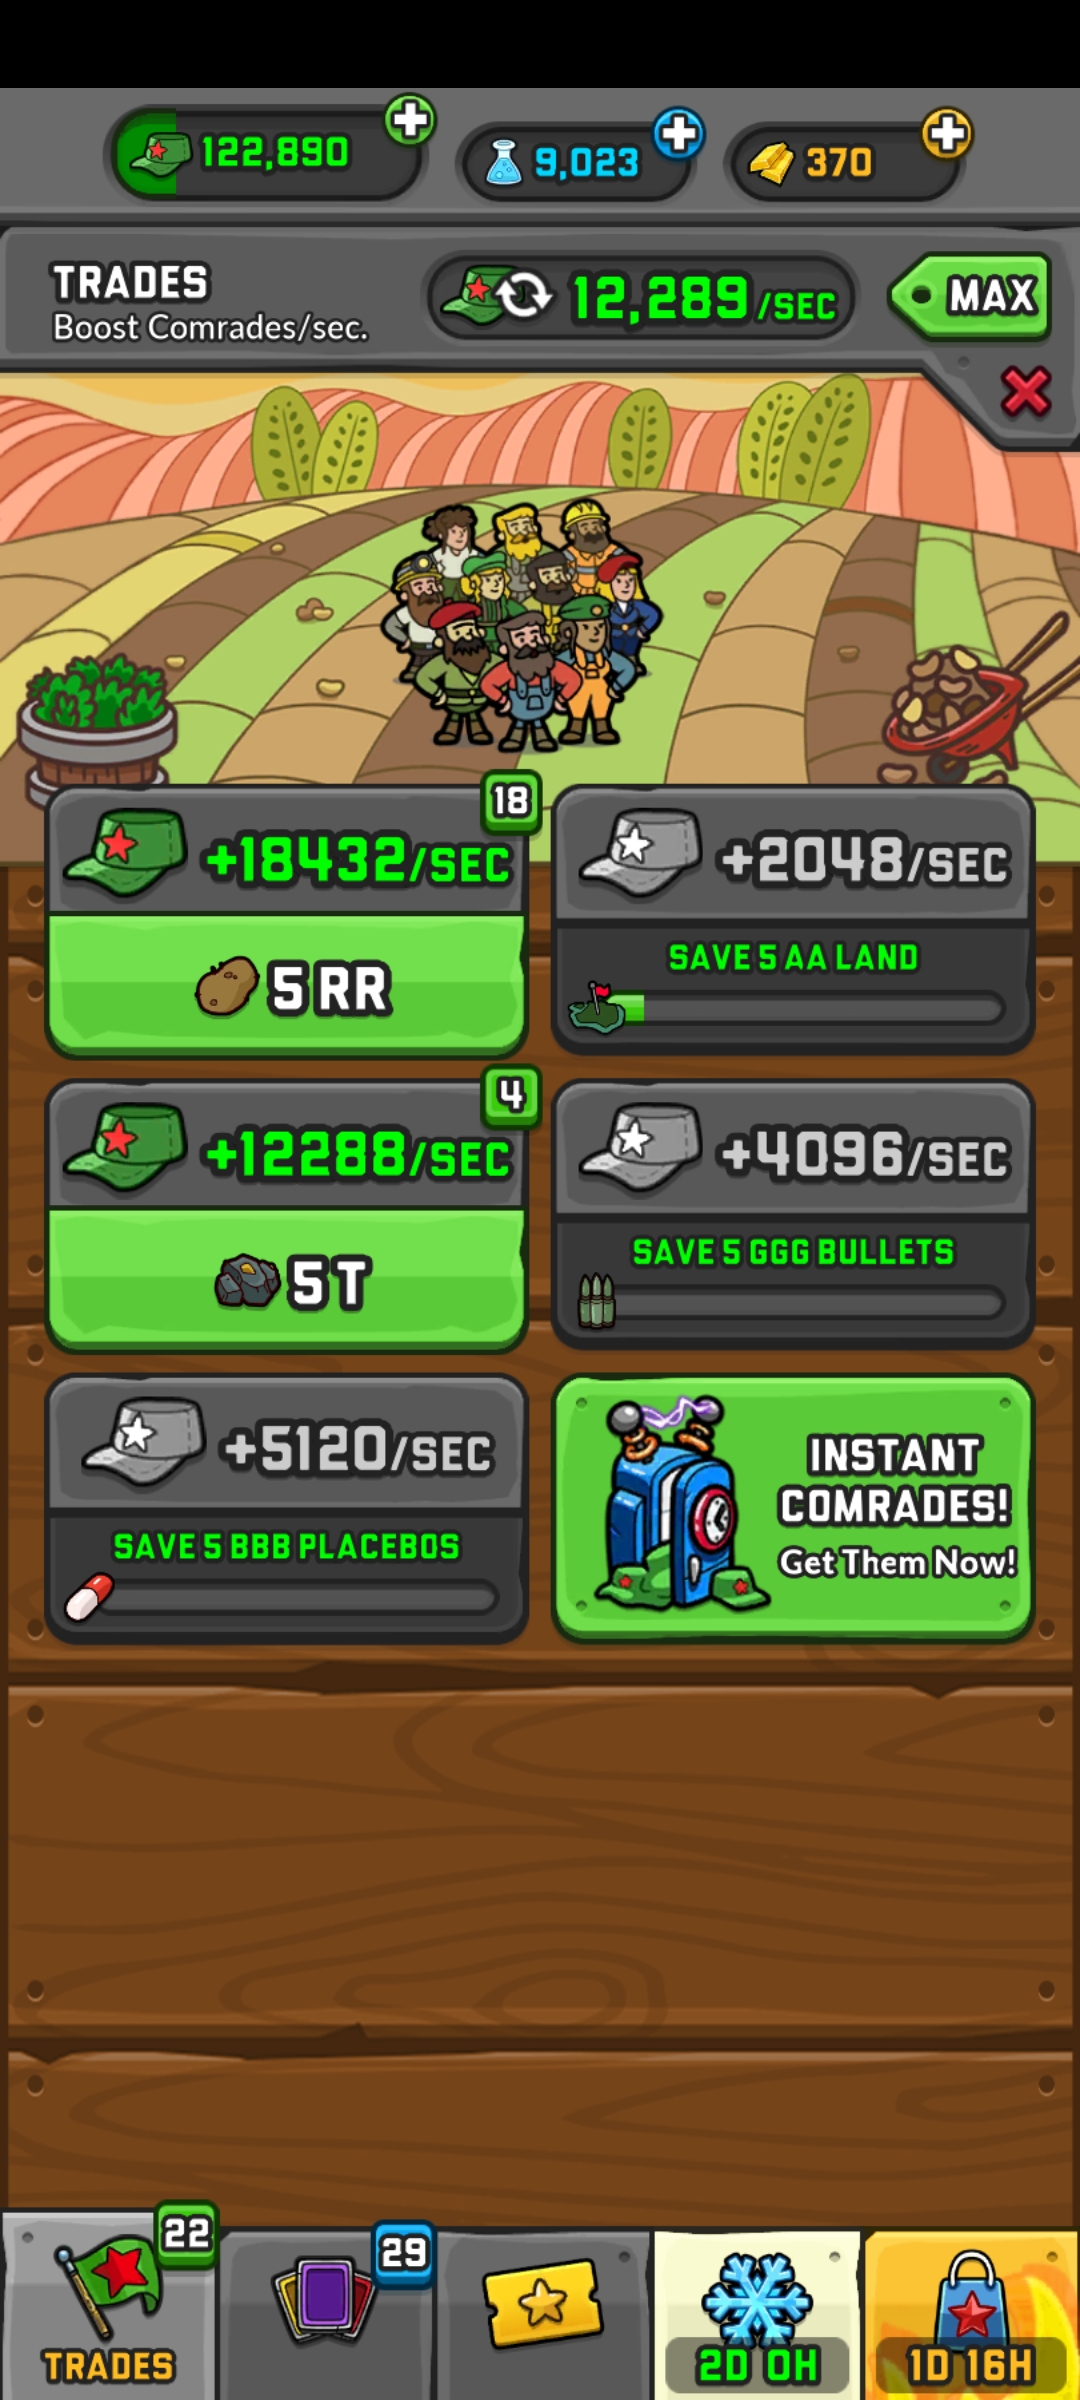 122,890
9,023
370
TRADES
Boost Comrades/sec.
12,289/SEC
MAX
18
+18432/SEC
5 RR
+2048/SEC
SAVE 5 AA LAND
4
+12288/SEC
5 T
+4096/SEC
SAVE 5 GGG BULLETS
+5120/SEC
SAVE 5 BBB PLACEBOS
INSTANT
COMRADES!
Get Them Now!
22
TRADES
29
2D 0H
1D 16H